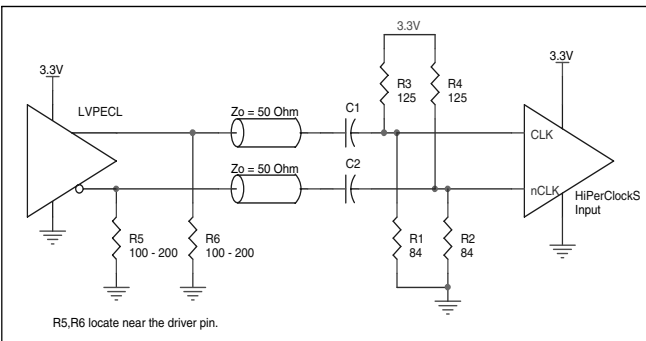 3.3V
3.3V
3.3V
R3
125
R4
125
LVPECL
Zo = 50 Ohm
C1
CLK
Zo = 50 Ohm
C2
nCLK
HiPerClockS
Input
R5
100 - 200
R6
100 - 200
R1
84
R2
84
R5,R6 locate near the driver pin.